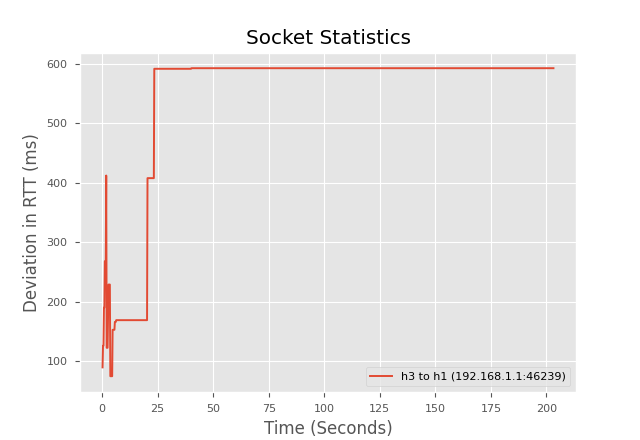 Socket Statistics
600
500
400
300
200
100
Deviation in RTT (ms)
h3 to h1 (192.168.1.1:46239)
0 25 50 75 100 125 150 175 200
Time (Seconds)